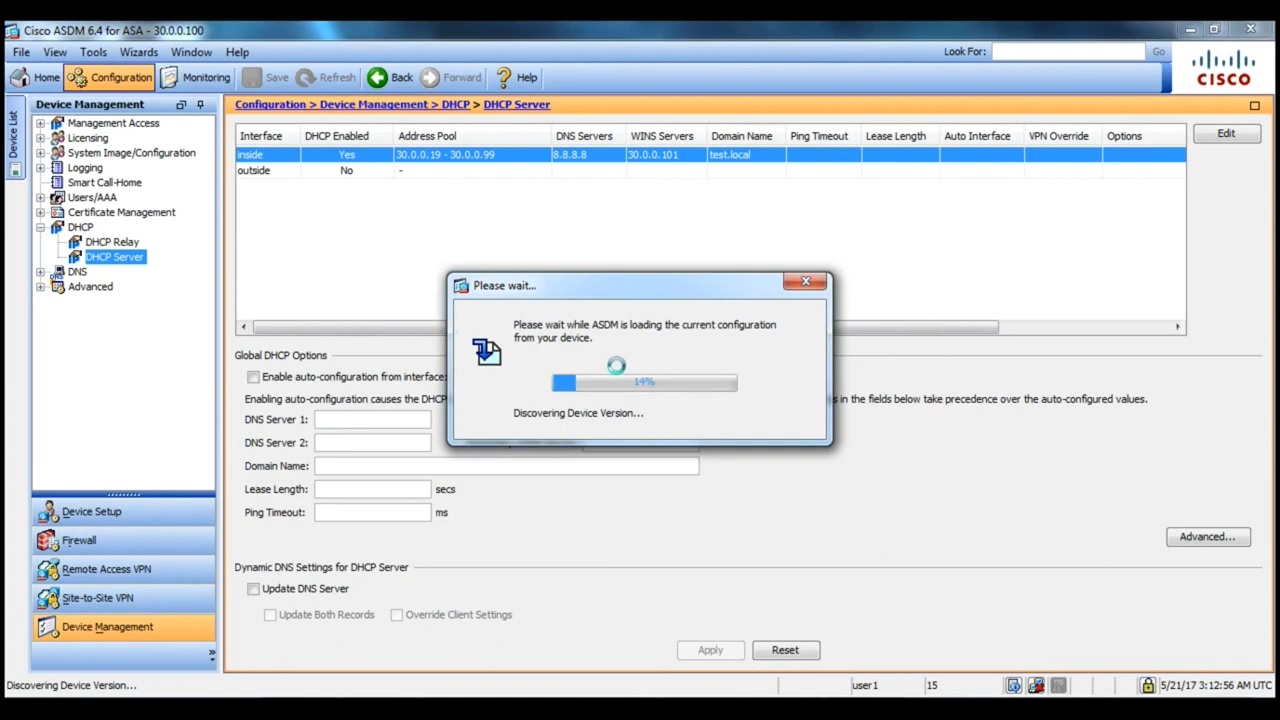 Cisco ASDM 6.4 for ASA - 30.0.0.100
File View Tools Wizards Window Help Look For: Go
Home Configuration Monitoring Save Refresh Back Forward Help
CISCO
Device List
Device Management
Management Access
Licensing
System Image/Configuration
Logging
Smart Call-Home
Users/AAA
Certificate Management
DHCP
DHCP Relay
DHCP Server
DNS
Advanced
Device Setup
Firewall
Remote Access VPN
Site-to-Site VPN
Device Management
Configuration > Device Management > DHCP > DHCP Server
Interface DHCP Enabled Address Pool DNS Servers WINS Servers Domain Name Ping Timeout Lease Length Auto Interface VPN Override Options
inside Yes 30.0.0.19 - 30.0.0.99 8.8.8.8 30.0.0.101 test.local
outside No -
Edit
Please wait...
Please wait while ASDM is loading the current configuration
from your device.
14%
Discovering Device Version...
Global DHCP Options
Enable auto-configuration from interface:
Enabling auto-configuration causes the DHCP s in the fields below take precedence over the auto-configured values.
DNS Server 1:
DNS Server 2:
Domain Name:
Lease Length: secs
Ping Timeout: ms
Advanced...
Dynamic DNS Settings for DHCP Server
Update DNS Server
Update Both Records Override Client Settings
Apply Reset
Discovering Device Version... user1 15 5/21/17 3:12:56 AM UTC